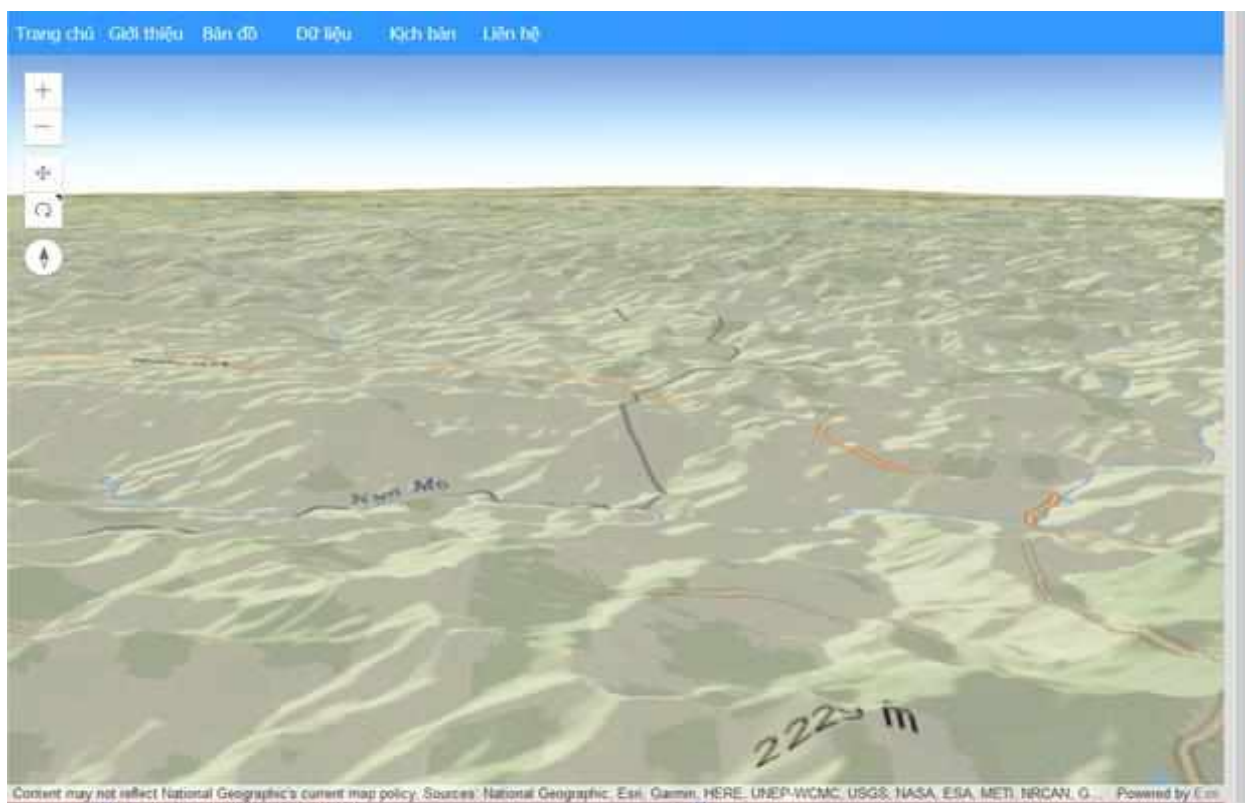 Trang chủ Giới thiệu Bản đồ Dữ liệu Kịch bản Liên hệ
Nam Mu
2225 m
Content may not reflect National Geographic's current map policy. Sources: National Geographic, Esri, Garmin, HERE, UNEP-WCMC, USGS, NASA, ESA, METI, NRCAN, G... Powered by Esri